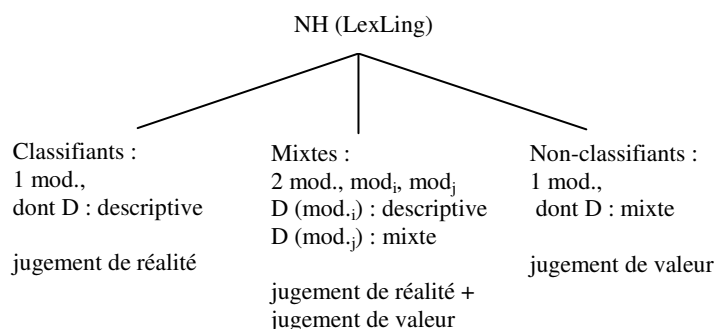 NH (LexLing)
Classifiants :
1 mod.,
dont D : descriptive
jugement de réalité
Mixtes :
2 mod., modi, modj
D (mod.i) : descriptive
D (mod.j) : mixte
jugement de réalité +
jugement de valeur
Non-classifiants :
1 mod.,
dont D : mixte
jugement de valeur